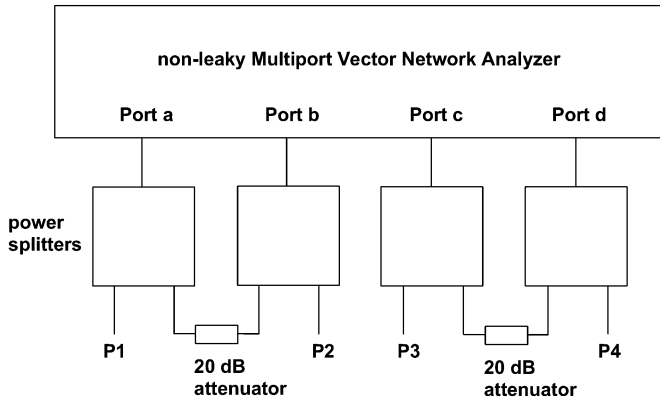 non-leaky Multiport Vector Network Analyzer
Port a Port b Port c Port d
power
splitters
P1 P2 P3 P4
20 dB 20 dB
attenuator attenuator